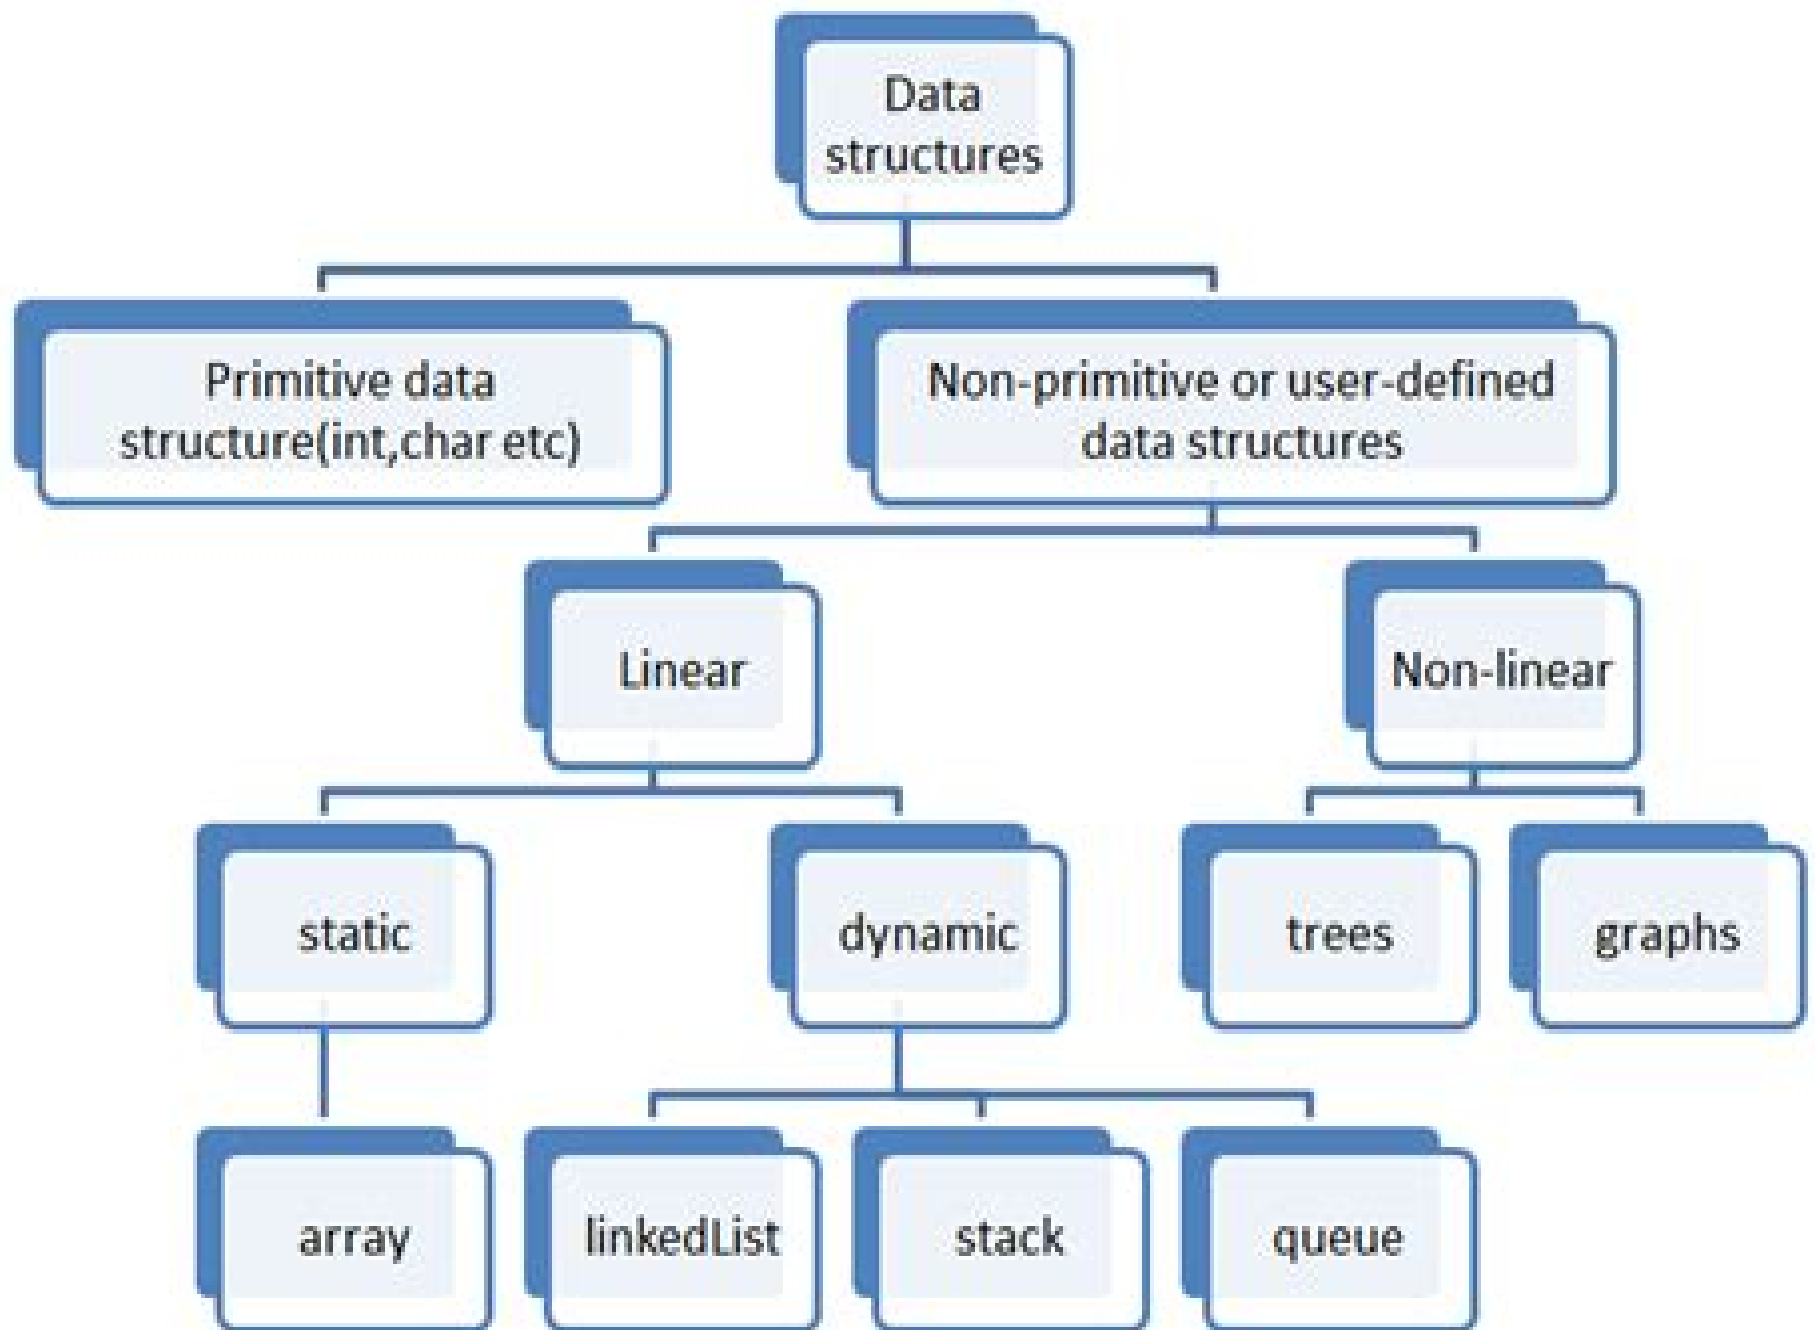 Data
structures
Primitive data
structure(int,char etc)
Non-primitive or user-defined
data structures
Linear
Non-linear
static
dynamic
trees
graphs
array
linkedList
stack
queue